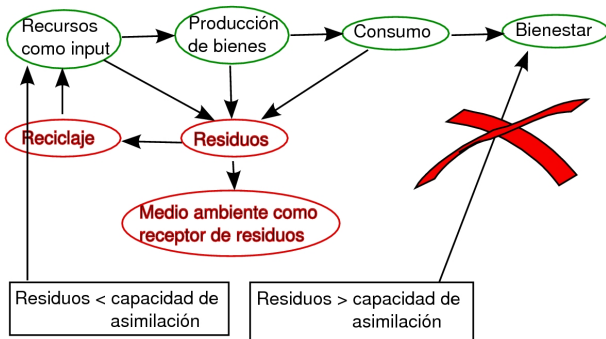 Recursos
como input
Producción
de bienes
Consumo
Bienestar
Reciclaje
Residuos
Medio ambiente como
receptor de residuos
Residuos < capacidad de
asimilación
Residuos > capacidad de
asimilación